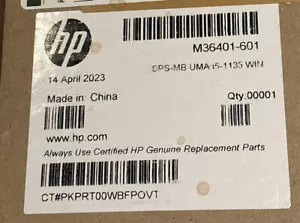 hp
M36401-601
14 April 2023
SPS-MB UMA i5-1135 WIN
Made in: China
Qty:00001
www.hp.com
Always Use Certified HP Genuine Replacement Parts
CT#PKPRT00WBFPOVT